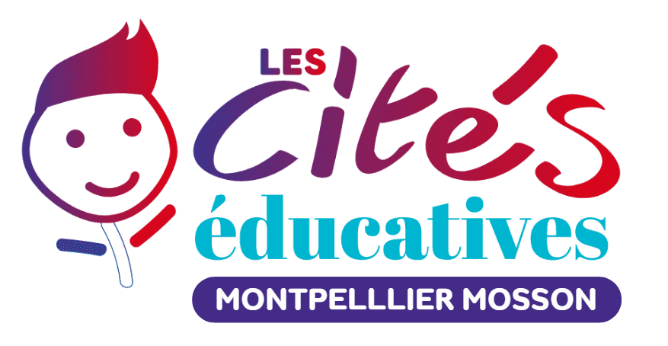 LES
Cités
éducatives
MONTPELLLIER MOSSON